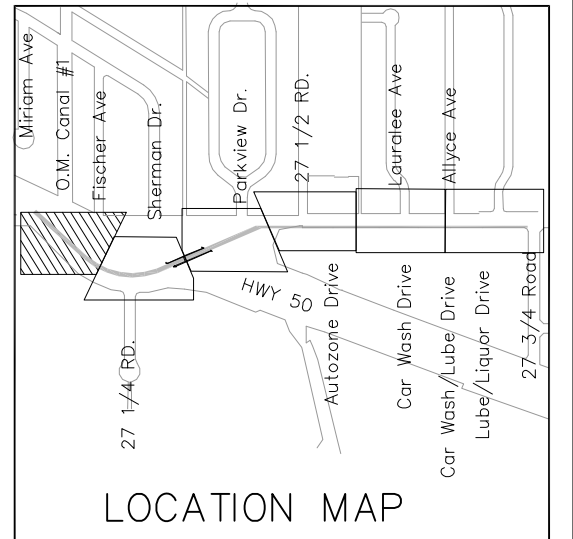 Miriam Ave
O.M. Canal #1
Fischer Ave
Sherman Dr.
Parkview Dr.
27 1/2 RD.
Lauralee Ave
Allyce Ave
HWY 50
27 1/4 RD.
Autozone Drive
Car Wash Drive
Car Wash/Lube Drive
Lube/Liquor Drive
27 3/4 Road
LOCATION MAP